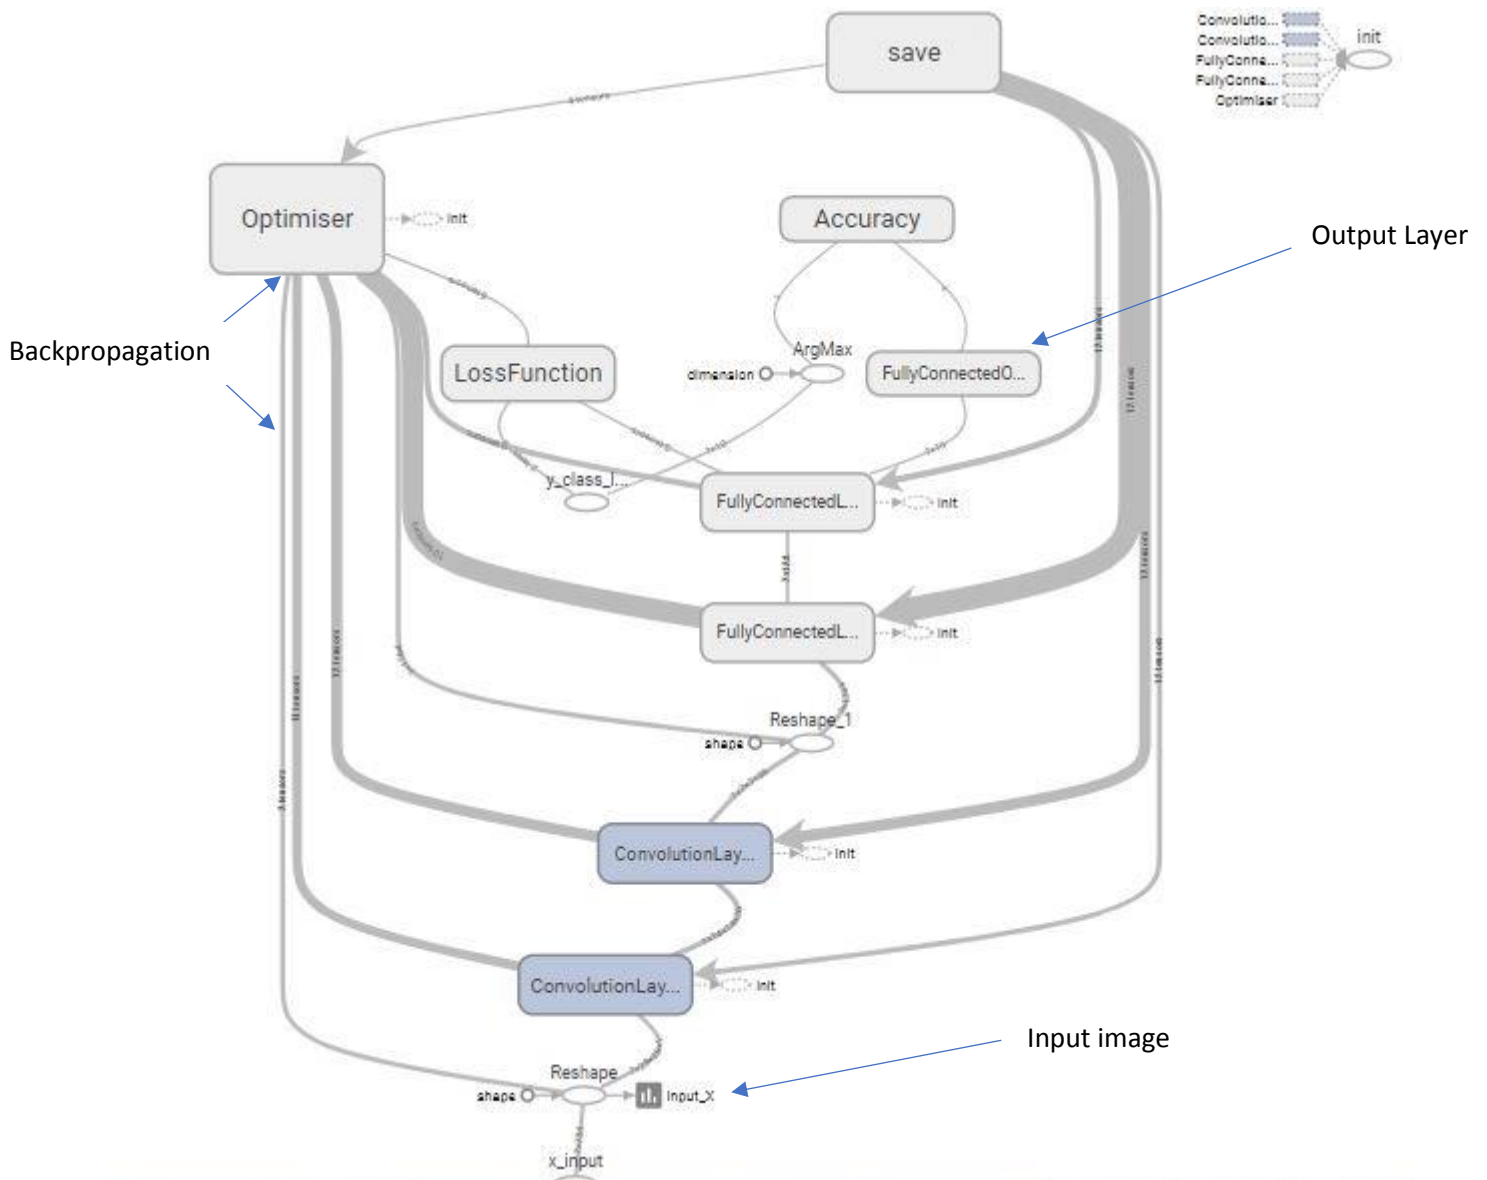 save
Convolutio...
Convolutio...
FullyConne...
FullyConne...
Optimiser
init
Optimiser
init
Accuracy
Output Layer
Backpropagation
LossFunction
ArgMax
dimension
FullyConnectedO...
y_class_l...
FullyConnectedL...
init
FullyConnectedL...
init
Reshape_1
shape
ConvolutionLay...
init
ConvolutionLay...
init
Input image
Reshape
shape
Input_X
x_input